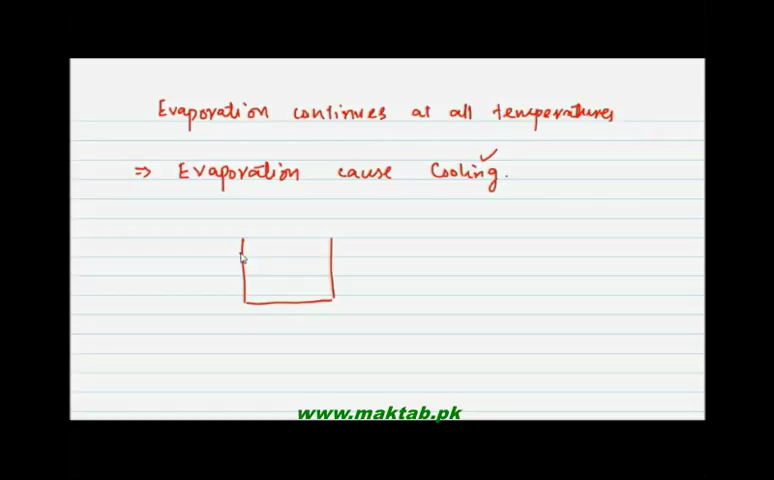 Evaporation continues at all temperatures
⇒ Evaporation cause Cooling.
www.maktab.pk